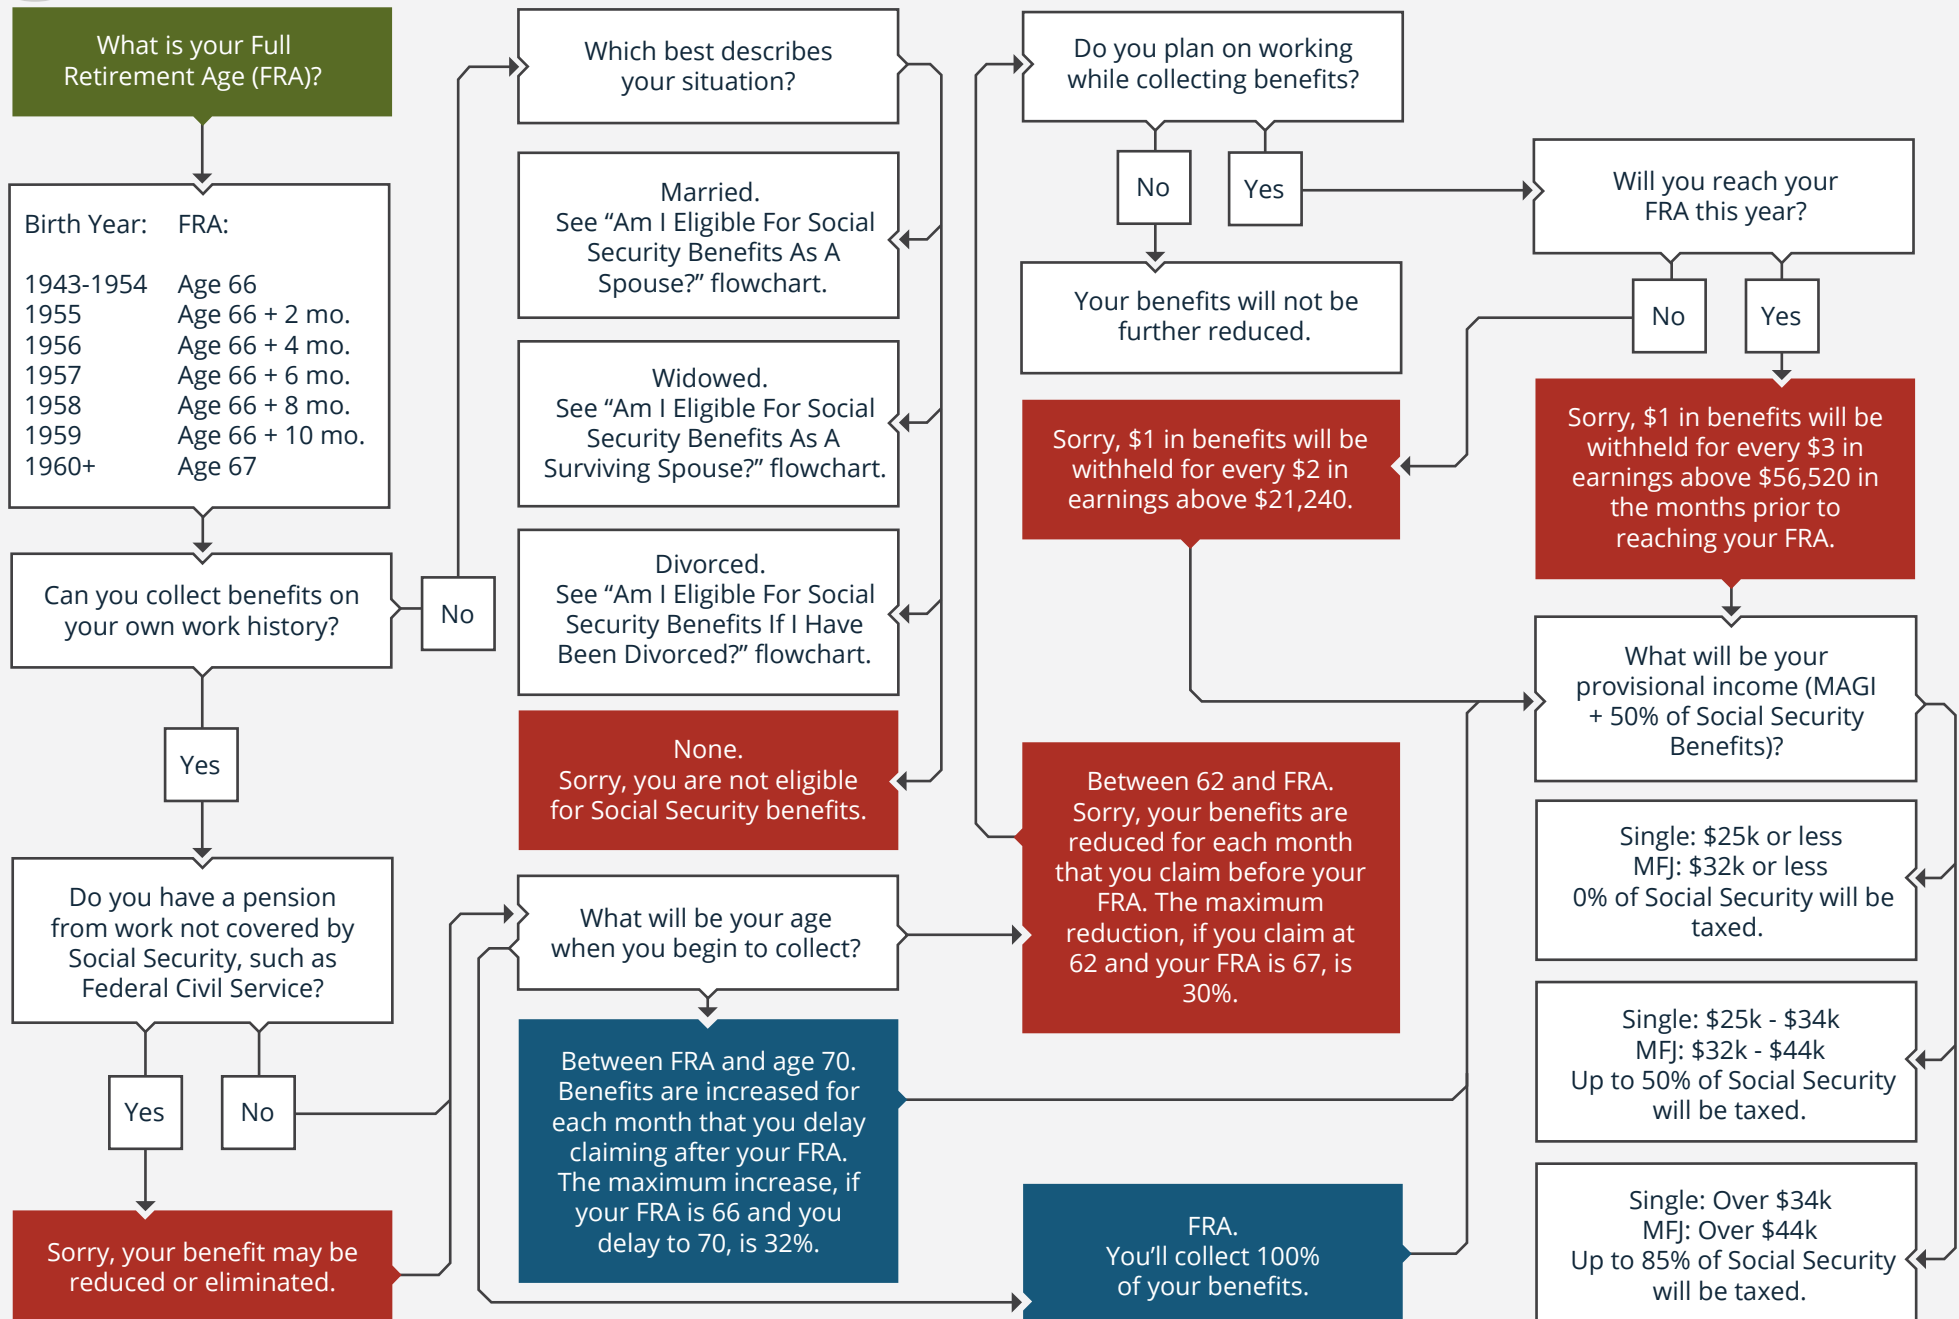 What is your Full
Retirement Age (FRA)?
Birth Year: FRA:
1943-1954 Age 66
1955 Age 66 + 2 mo.
1956 Age 66 + 4 mo.
1957 Age 66 + 6 mo.
1958 Age 66 + 8 mo.
1959 Age 66 + 10 mo.
1960+ Age 67
Can you collect benefits on
your own work history?
No
Yes
Do you have a pension
from work not covered by
Social Security, such as
Federal Civil Service?
Yes
No
Sorry, your benefit may be
reduced or eliminated.
Which best describes
your situation?
Married.
See “Am I Eligible For Social
Security Benefits As A
Spouse?” flowchart.
Widowed.
See “Am I Eligible For Social
Security Benefits As A
Surviving Spouse?” flowchart.
Divorced.
See “Am I Eligible For Social
Security Benefits If I Have
Been Divorced?” flowchart.
None.
Sorry, you are not eligible
for Social Security benefits.
What will be your age
when you begin to collect?
Between FRA and age 70.
Benefits are increased for
each month that you delay
claiming after your FRA.
The maximum increase, if
your FRA is 66 and you
delay to 70, is 32%.
Do you plan on working
while collecting benefits?
No
Yes
Your benefits will not be
further reduced.
Sorry, $1 in benefits will be
withheld for every $2 in
earnings above $21,240.
Between 62 and FRA.
Sorry, your benefits are
reduced for each month
that you claim before your
FRA. The maximum
reduction, if you claim at
62 and your FRA is 67, is
30%.
FRA.
You’ll collect 100%
of your benefits.
Will you reach your
FRA this year?
No
Yes
Sorry, $1 in benefits will be
withheld for every $3 in
earnings above $56,520 in
the months prior to
reaching your FRA.
What will be your
provisional income (MAGI
+ 50% of Social Security
Benefits)?
Single: $25k or less
MFJ: $32k or less
0% of Social Security will be
taxed.
Single: $25k - $34k
MFJ: $32k - $44k
Up to 50% of Social Security
will be taxed.
Single: Over $34k
MFJ: Over $44k
Up to 85% of Social Security
will be taxed.